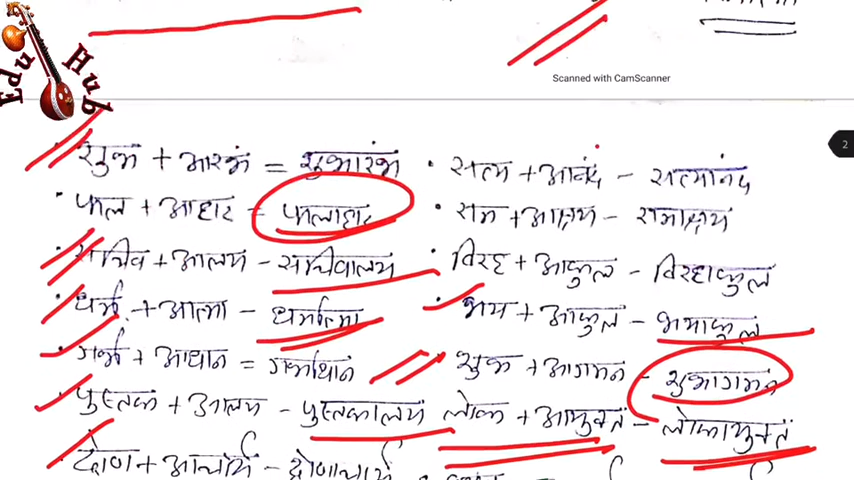 Edu Hub
Scanned with CamScanner
2
शुभ + आरंभ = शुभारंभ
• सत्य + आनंद - सत्यानंद
• फल + आहार = फलाहार
• राम + आश्रय - रामाश्रय
• सचिव + आलय - सचिवालय
• विरह + आकुल - विरहाकुल
• धर्म + आत्मा - धर्मात्मा
• भय + आकुल - भयाकुल
• गर्भ + आधान = गर्भाधान
शुभ + आगमन - शुभागमन
• पुस्तक + आलय - पुस्तकालय
लोक + आयुक्त - लोकायुक्त
द्रोण + आचार्य - द्रोणाचार्य